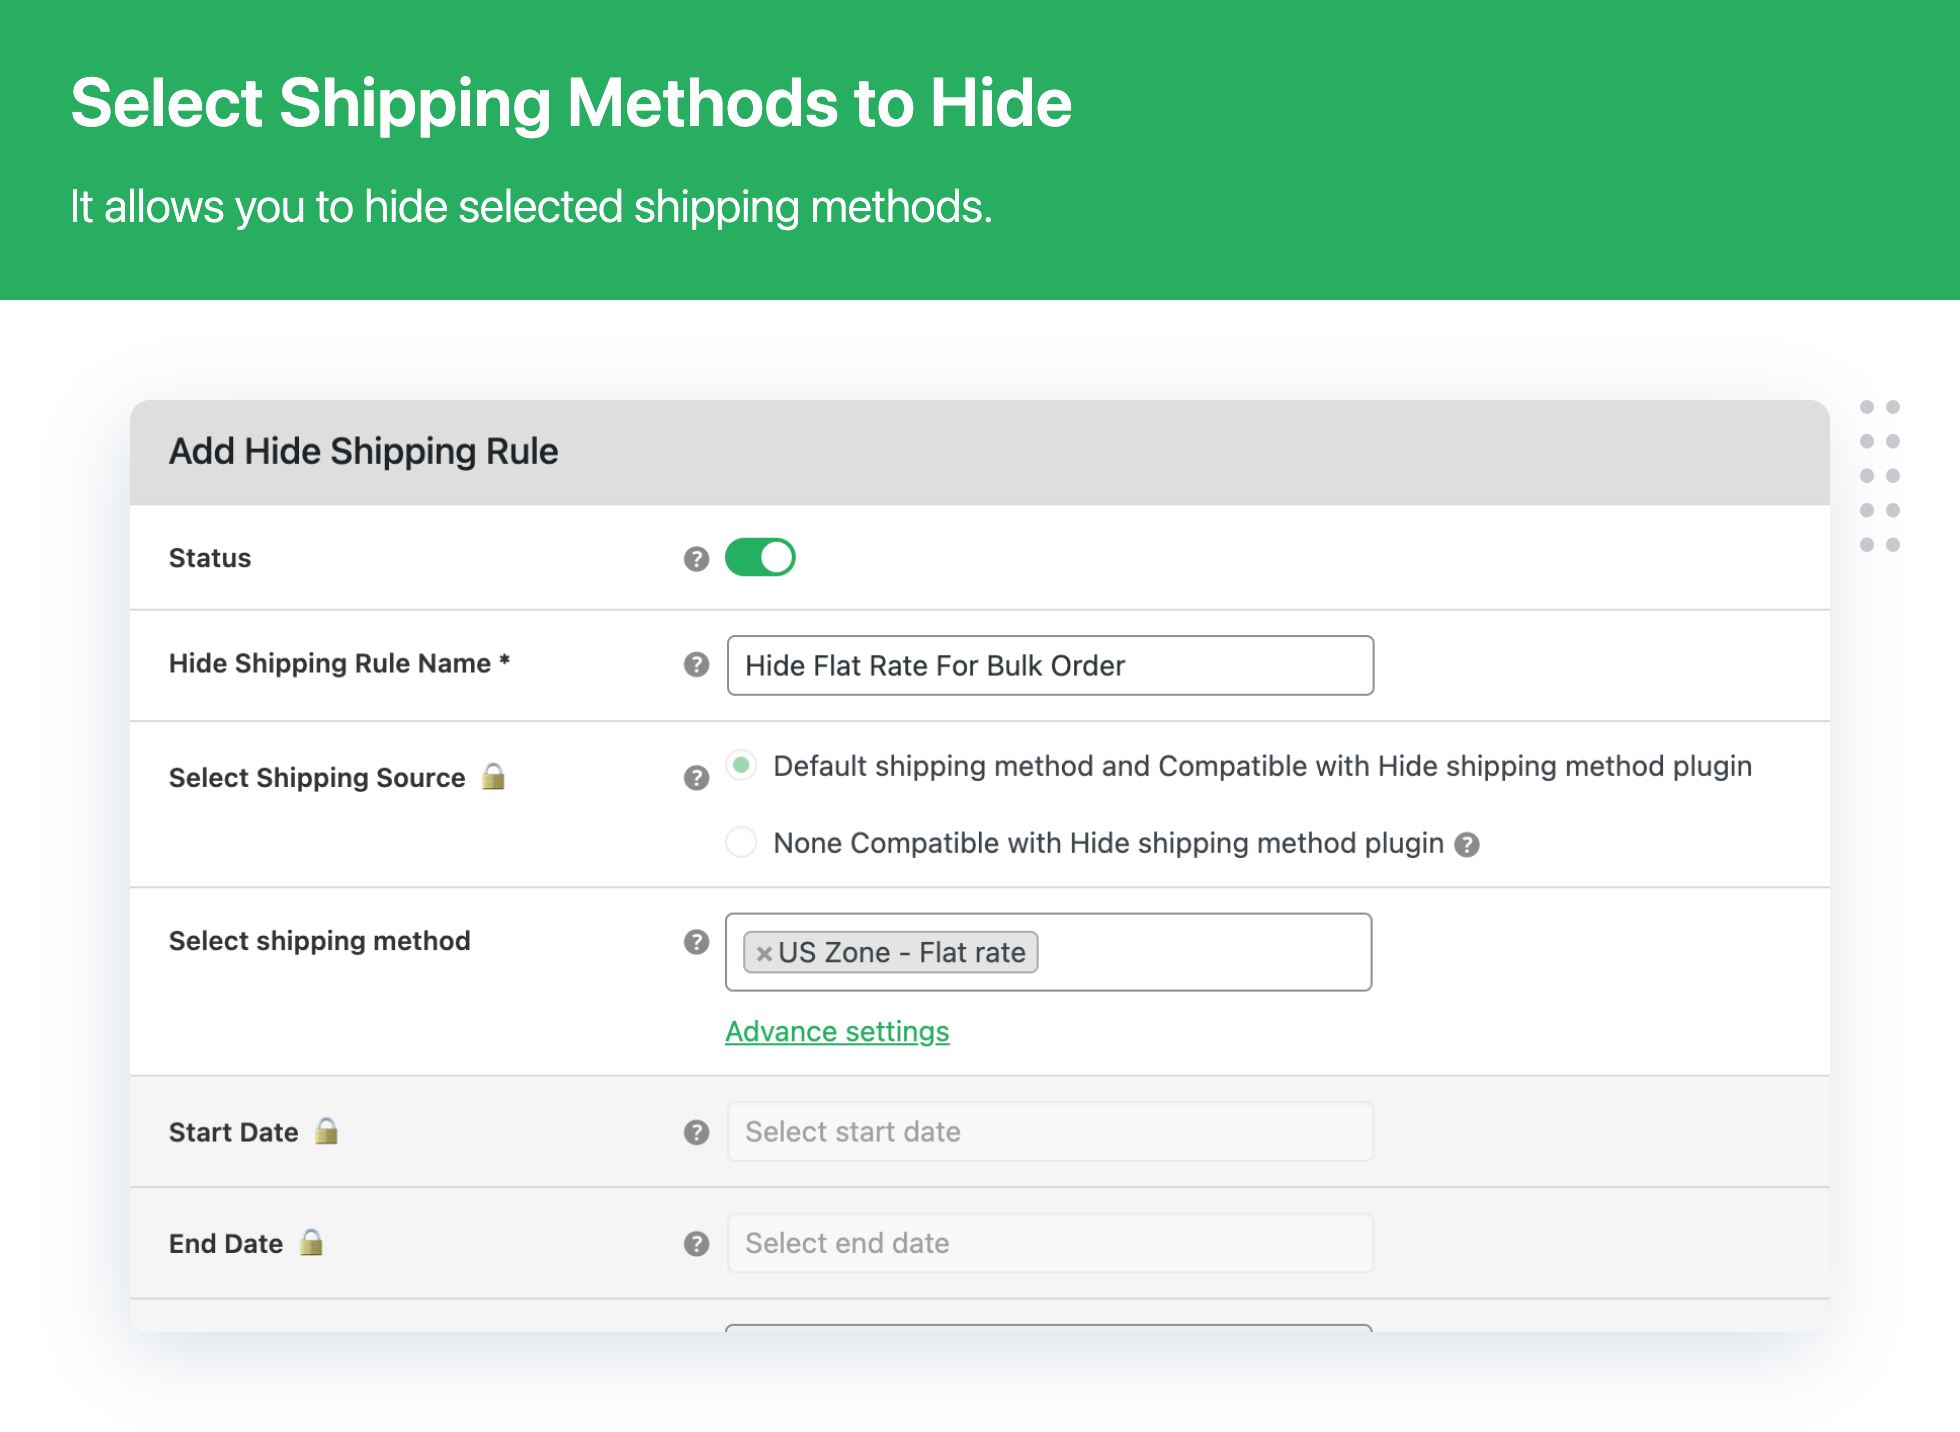 Select Shipping Methods to Hide
It allows you to hide selected shipping methods.
Add Hide Shipping Rule
Status
Hide Shipping Rule Name *
Hide Flat Rate For Bulk Order
Select Shipping Source
Default shipping method and Compatible with Hide shipping method plugin
None Compatible with Hide shipping method plugin
Select shipping method
×US Zone - Flat rate
Advance settings
Start Date
Select start date
End Date
Select end date